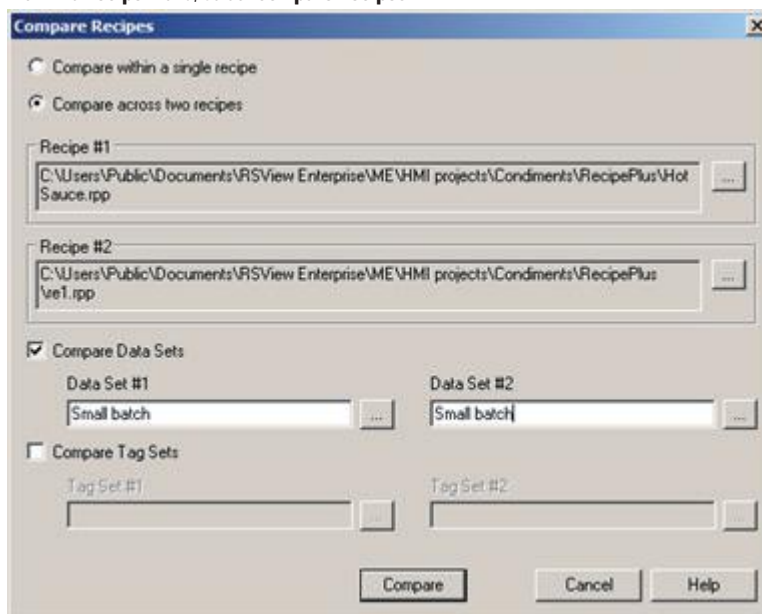 Compare Recipes
Compare within a single recipe
Compare across two recipes
Recipe #1
C:\Users\Public\Documents\RSView Enterprise\ME\HMI projects\Condiments\RecipePlus\Hot
Sauce.rpp
...
Recipe #2
C:\Users\Public\Documents\RSView Enterprise\ME\HMI projects\Condiments\RecipePlus
\re1.rpp
...
Compare Data Sets
Data Set #1 Data Set #2
Small batch ... Small batch ...
Compare Tag Sets
Tag Set #1 Tag Set #2
... ...
Compare Cancel Help